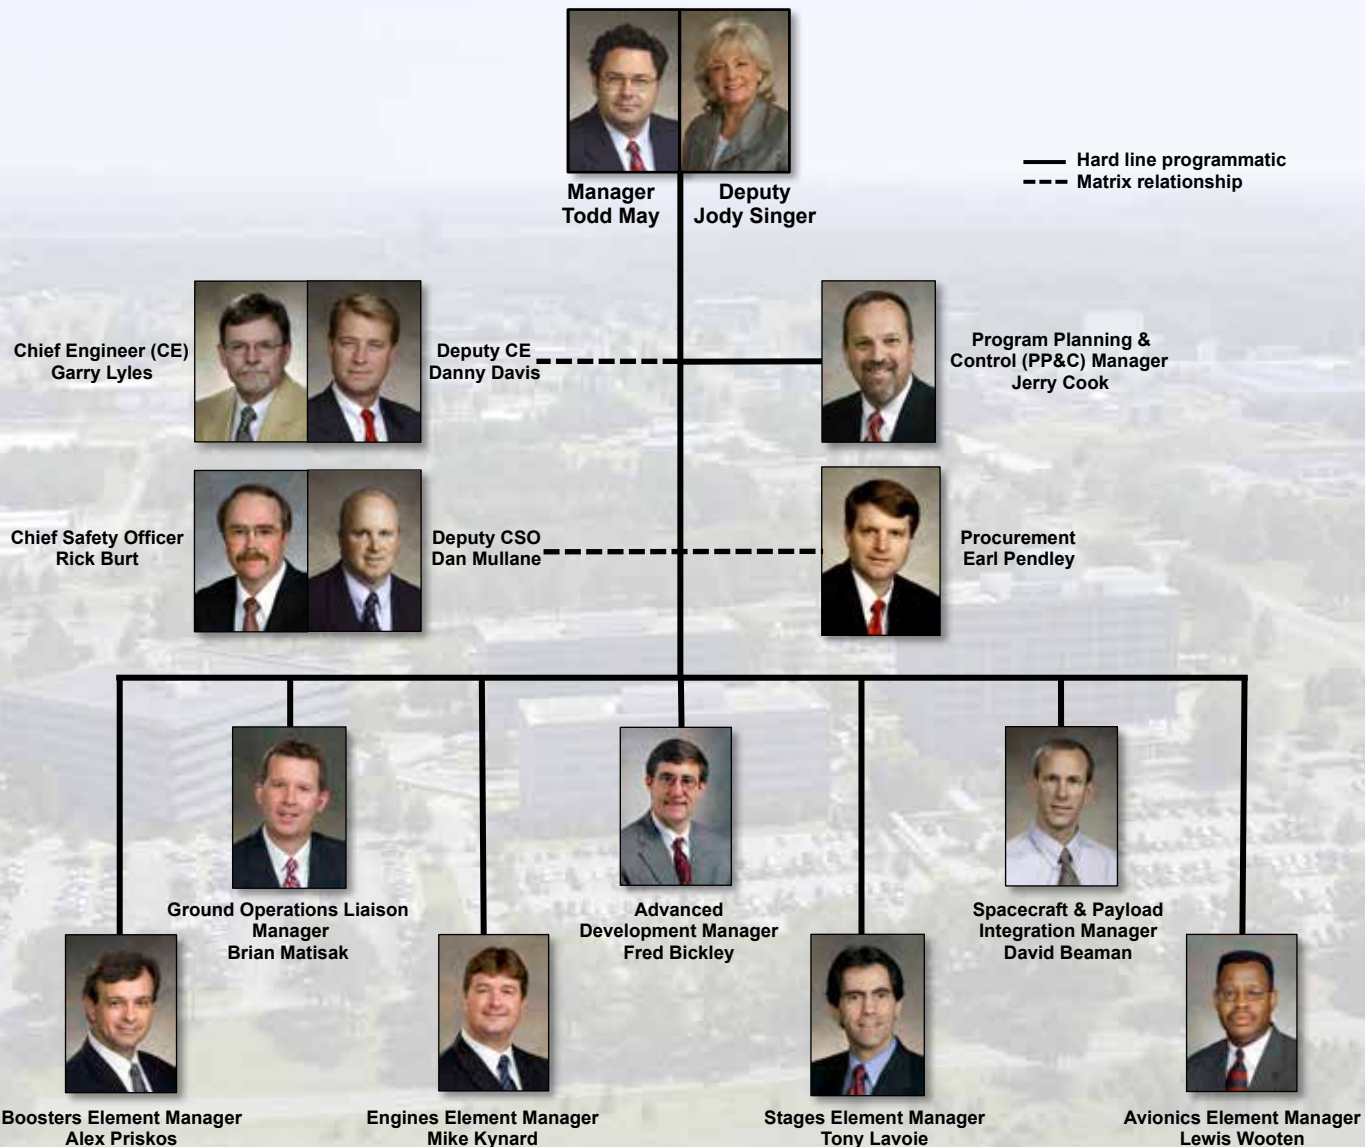 Manager
Todd May
Deputy
Jody Singer
Hard line programmatic
Matrix relationship
Chief Engineer (CE)
Garry Lyles
Deputy CE
Danny Davis
Program Planning &
Control (PP&C) Manager
Jerry Cook
Chief Safety Officer
Rick Burt
Deputy CSO
Dan Mullane
Procurement
Earl Pendley
Ground Operations Liaison
Manager
Brian Matisak
Advanced
Development Manager
Fred Bickley
Spacecraft & Payload
Integration Manager
David Beaman
Boosters Element Manager
Alex Priskos
Engines Element Manager
Mike Kynard
Stages Element Manager
Tony Lavoie
Avionics Element Manager
Lewis Wooten